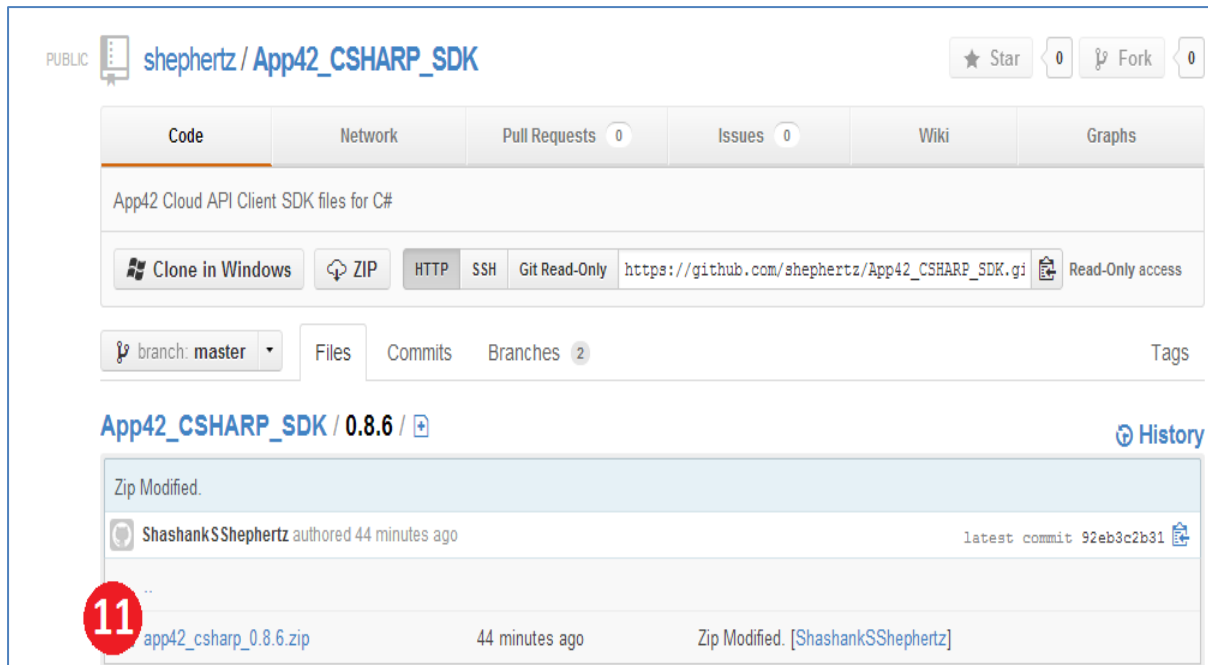 PUBLIC shephertz / App42_CSHARP_SDK Star 0 Fork 0
Code Network Pull Requests 0 Issues 0 Wiki Graphs
App42 Cloud API Client SDK files for C#
Clone in Windows ZIP HTTP SSH Git Read-Only https://github.com/shephertz/App42_CSHARP_SDK.gi Read-Only access
branch: master Files Commits Branches 2 Tags
App42_CSHARP_SDK / 0.8.6 / History
Zip Modified.
ShashankSShephertz authored 44 minutes ago latest commit 92eb3c2b31
..
11 app42_csharp_0.8.6.zip 44 minutes ago Zip Modified. [ShashankSShephertz]